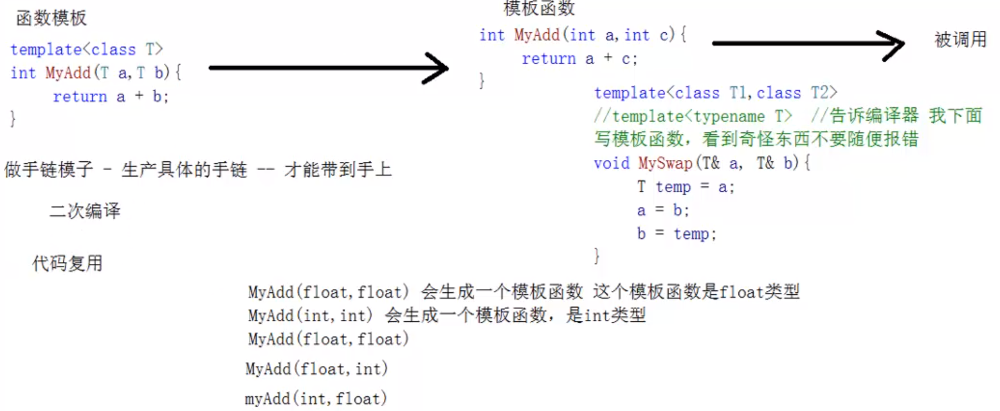 函数模板
template<class T>
int MyAdd(T a,T b){
return a + b;
}
模板函数
int MyAdd(int a,int c){
return a + c;
}
被调用
template<class T1,class T2>
//template<typename T>  //告诉编译器 我下面
写模板函数，看到奇怪东西不要随便报错
void MySwap(T& a, T& b){
T temp = a;
a = b;
b = temp;
}
做手链模子 - 生产具体的手链 -- 才能带到手上
二次编译
代码复用
MyAdd(float,float) 会生成一个模板函数 这个模板函数是float类型
MyAdd(int,int) 会生成一个模板函数，是int类型
MyAdd(float,float)
MyAdd(float,int)
myAdd(int,float)